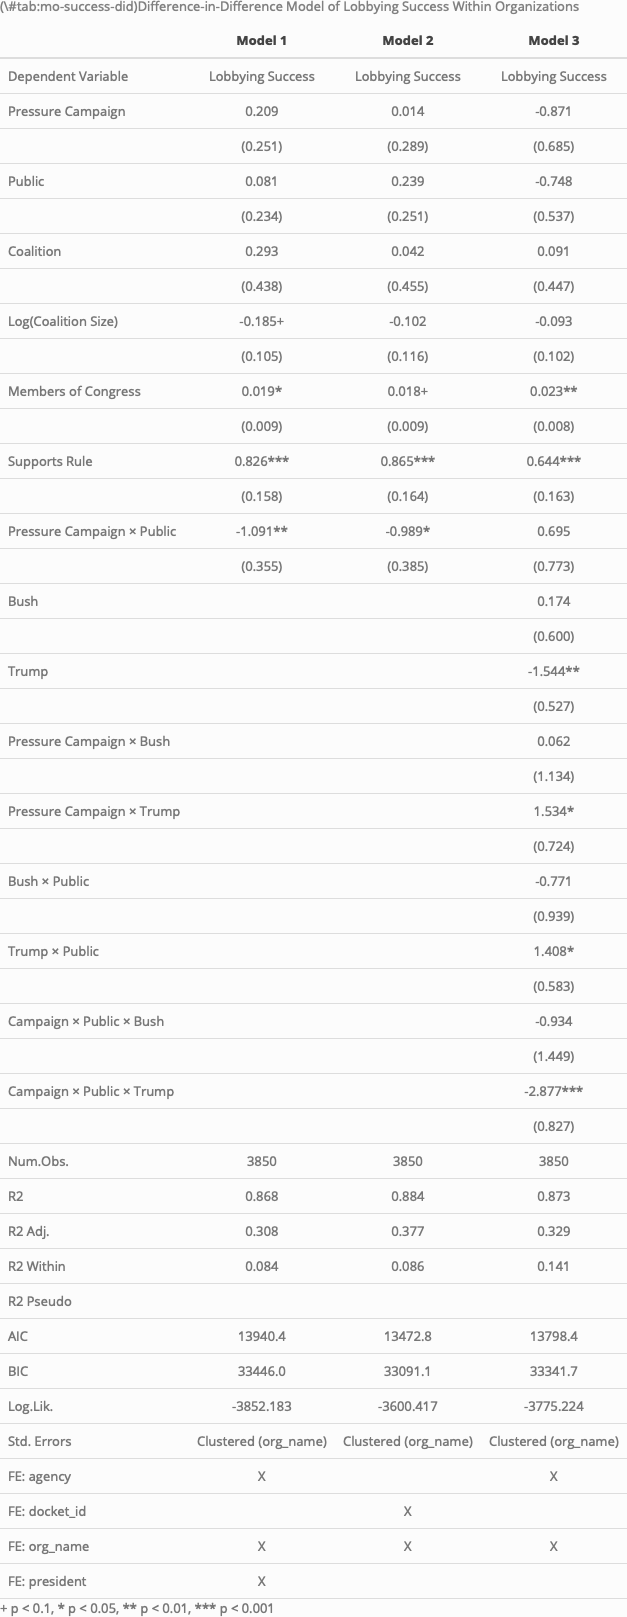 (\#tab:mo-success-did)Difference-in-Difference Model of Lobbying Success Within Organizations
Model 1 Model 2 Model 3
Dependent Variable Lobbying Success Lobbying Success Lobbying Success
Pressure Campaign 0.209 0.014 -0.871
(0.251) (0.289) (0.685)
Public 0.081 0.239 -0.748
(0.234) (0.251) (0.537)
Coalition 0.293 0.042 0.091
(0.438) (0.455) (0.447)
Log(Coalition Size) -0.185+ -0.102 -0.093
(0.105) (0.116) (0.102)
Members of Congress 0.019* 0.018+ 0.023**
(0.009) (0.009) (0.008)
Supports Rule 0.826*** 0.865*** 0.644***
(0.158) (0.164) (0.163)
Pressure Campaign × Public -1.091** -0.989* 0.695
(0.355) (0.385) (0.773)
Bush 0.174
(0.600)
Trump -1.544**
(0.527)
Pressure Campaign × Bush 0.062
(1.134)
Pressure Campaign × Trump 1.534*
(0.724)
Bush × Public -0.771
(0.939)
Trump × Public 1.408*
(0.583)
Campaign × Public × Bush -0.934
(1.449)
Campaign × Public × Trump -2.877***
(0.827)
Num.Obs. 3850 3850 3850
R2 0.868 0.884 0.873
R2 Adj. 0.308 0.377 0.329
R2 Within 0.084 0.086 0.141
R2 Pseudo
AIC 13940.4 13472.8 13798.4
BIC 33446.0 33091.1 33341.7
Log.Lik. -3852.183 -3600.417 -3775.224
Std. Errors Clustered (org_name) Clustered (org_name) Clustered (org_name)
FE: agency X X
FE: docket_id X
FE: org_name X X X
FE: president X
+ p < 0.1, * p < 0.05, ** p < 0.01, *** p < 0.001